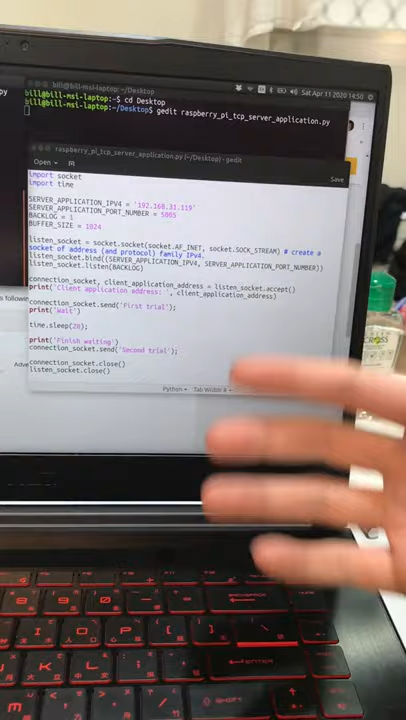 bill@bill-msi-laptop: ~/Desktop
Sat Apr 11 2020 14:50
bill@bill-msi-laptop:~$ cd Desktop
bill@bill-msi-laptop:~/Desktop$ gedit raspberry_pi_tcp_server_application.py
raspberry_pi_tcp_server_application.py (~/Desktop) - gedit
Open
Save
import socket
import time
SERVER_APPLICATION_IPV4 = '192.168.31.119'
SERVER_APPLICATION_PORT_NUMBER = 5005
BACKLOG = 1
BUFFER_SIZE = 1024
listen_socket = socket.socket(socket.AF_INET, socket.SOCK_STREAM) # create a
socket of address (and protocol) family IPv4.
listen_socket.bind((SERVER_APPLICATION_IPV4, SERVER_APPLICATION_PORT_NUMBER))
listen_socket.listen(BACKLOG)
connection_socket, client_application_address = listen_socket.accept()
print('Client application address: ', client_application_address)
connection_socket.send('First trial');
print('Wait')
time.sleep(20);
print('Finish waiting')
connection_socket.send('Second trial');
connection_socket.close()
listen_socket.close()
Python
Tab Width: 8
BACKSPACE
ENTER
SHIFT